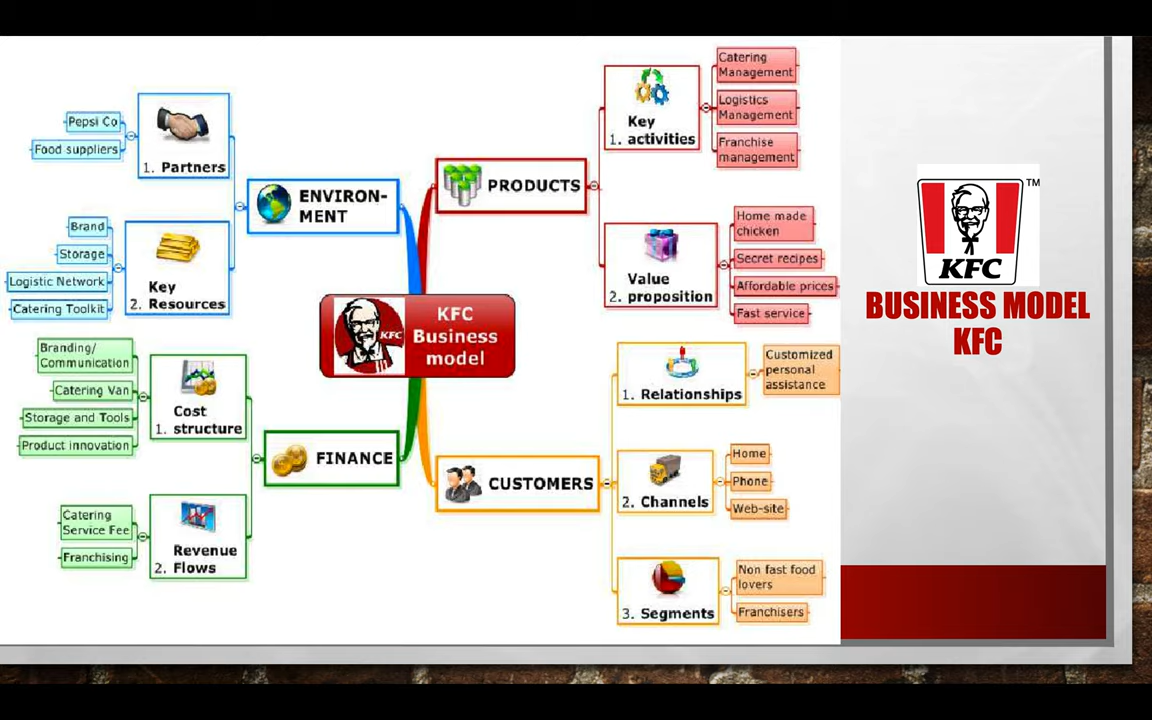 Pepsi Co
Food suppliers
1. Partners
Brand
Storage
Logistic Network
Catering Toolkit
Key
2. Resources
ENVIRON-
MENT
Branding/
Communication
Catering Van
Storage and Tools
Product innovation
Cost
1. structure
Catering
Service Fee
Franchising
Revenue
2. Flows
FINANCE
KFC
KFC
Business
model
PRODUCTS
Key
1. activities
Catering
Management
Logistics
Management
Franchise
management
Value
2. proposition
Home made
chicken
Secret recipes
Affordable prices
Fast service
CUSTOMERS
1. Relationships
Customized
personal
assistance
2. Channels
Home
Phone
Web-site
3. Segments
Non fast food
lovers
Franchisers
TM
KFC
BUSINESS MODEL
KFC